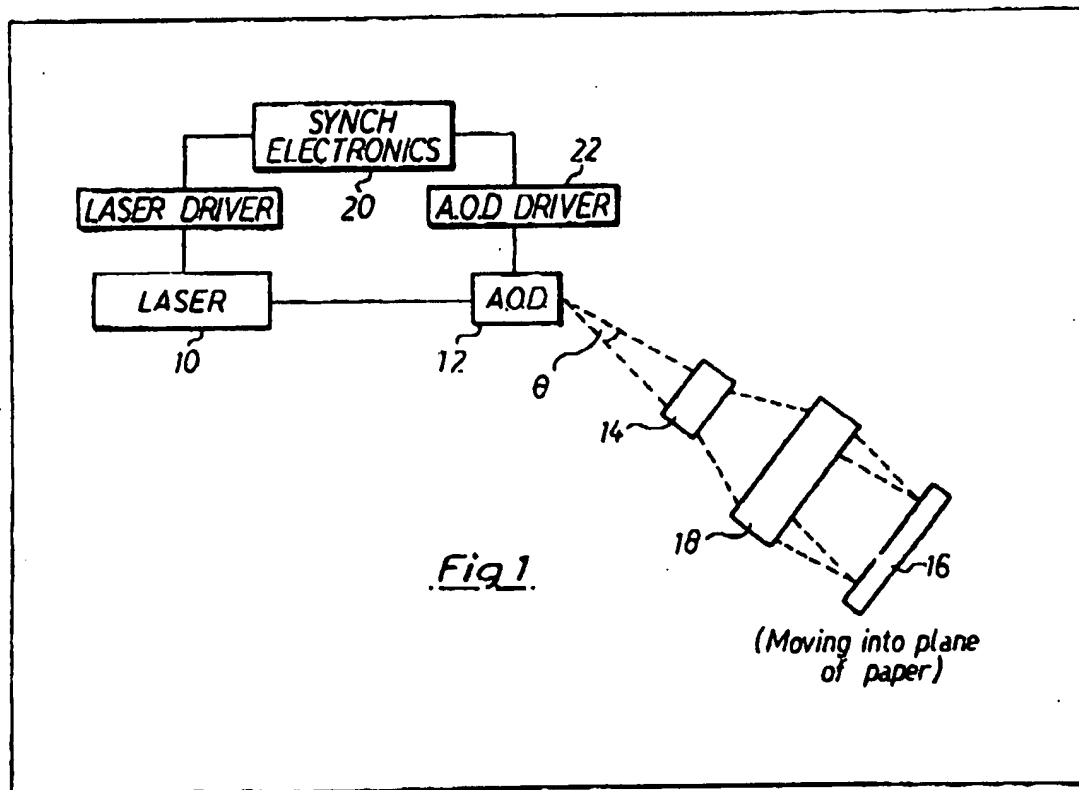 SYNCH
ELECTRONICS
20
22
LASER DRIVER
A.O.D DRIVER
LASER
A.O.D.
10
12
θ
14
18
16
Fig 1
(Moving into plane
of paper)